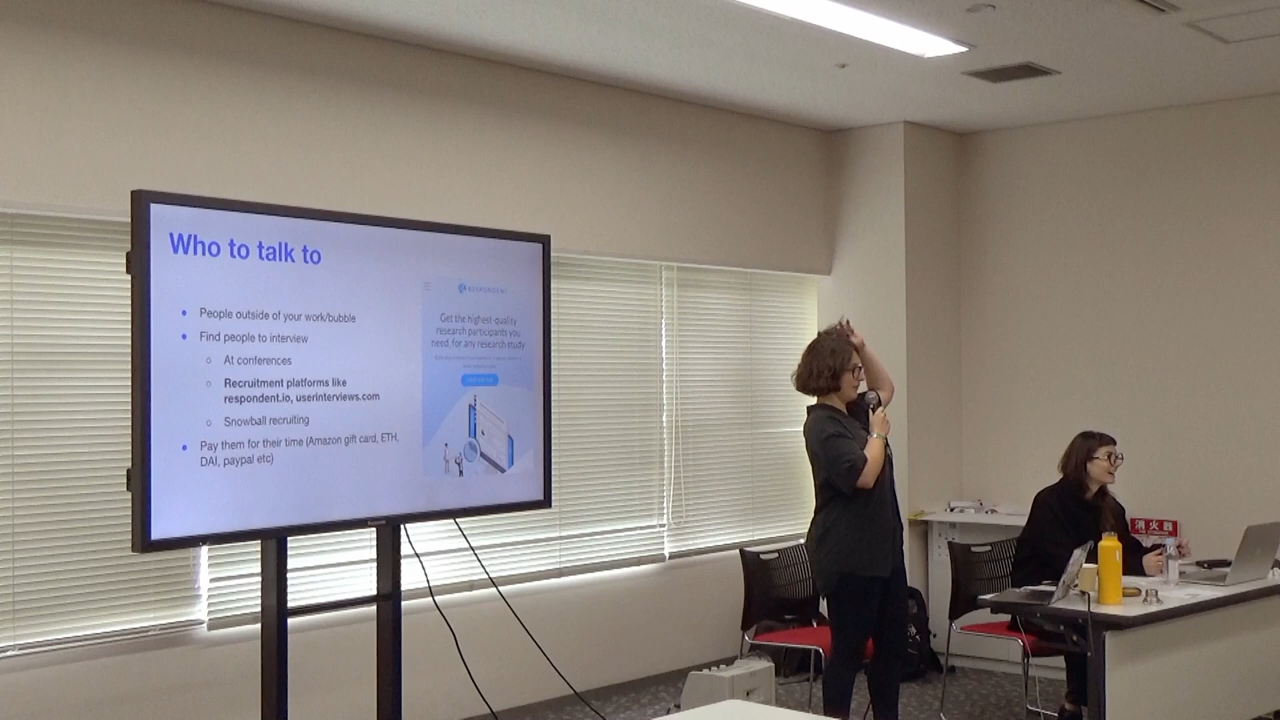 Who to talk to
People outside of your work/bubble
Find people to interview
At conferences
Recruitment platforms like
respondent.io, userinterviews.com
Snowball recruiting
Pay them for their time (Amazon gift card, ETH,
DAI, paypal etc)
RESPONDENT
Get the highest-quality
research participants you
need, for any research study
Panasonic
消火器